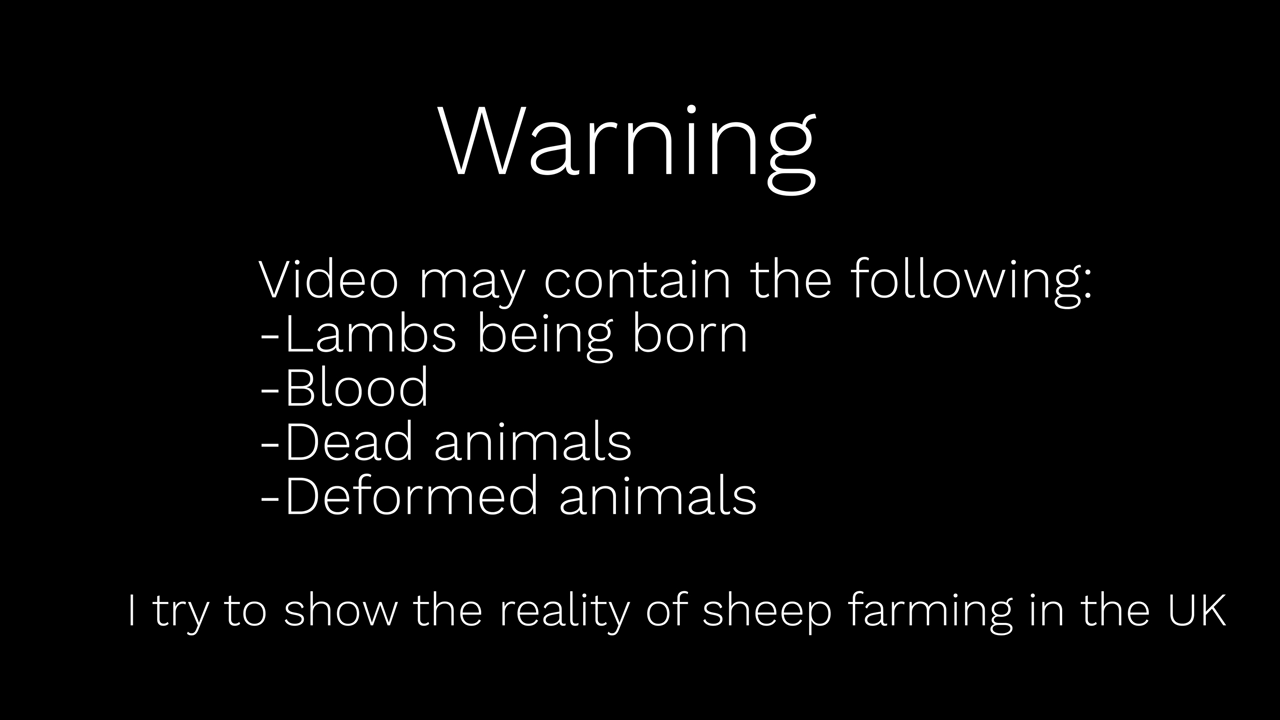 Warning
Video may contain the following:
-Lambs being born
-Blood
-Dead animals
-Deformed animals
I try to show the reality of sheep farming in the UK